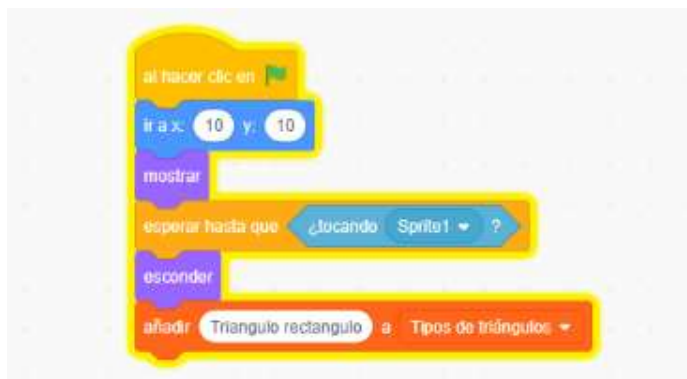 al hacer clic en
ir a x: 10 y: 10
mostrar
esperar hasta que ¿tocando Sprite1 ?
esconder
añadir Triangulo rectangulo a Tipos de triángulos